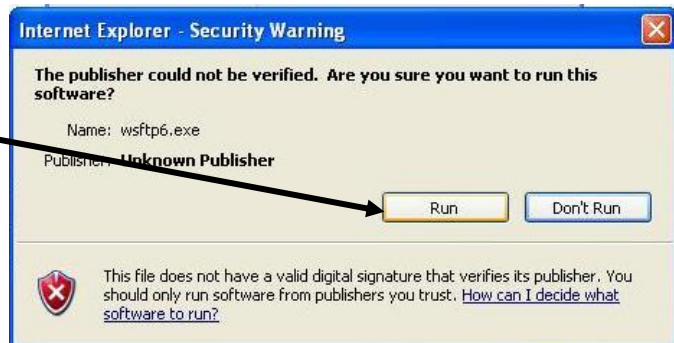 Internet Explorer - Security Warning
The publisher could not be verified. Are you sure you want to run this
software?
Name: wsftp6.exe
Publisher: Unknown Publisher
Run Don't Run
This file does not have a valid digital signature that verifies its publisher. You
should only run software from publishers you trust. How can I decide what
software to run?